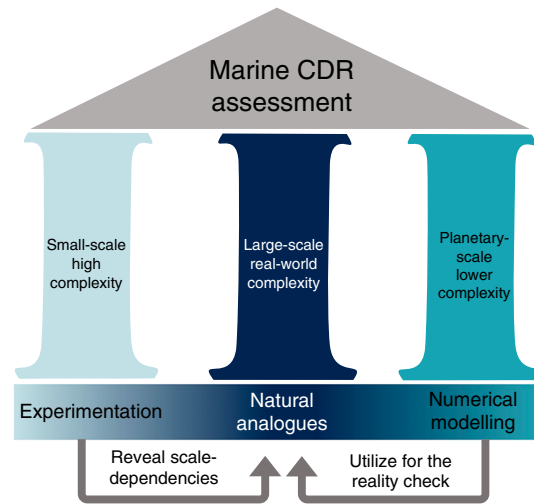 Marine CDR
assessment
Small-scale
high
complexity
Large-scale
real-world
complexity
Planetary-
scale
lower
complexity
Experimentation
Natural
analogues
Numerical
modelling
Reveal scale-
dependencies
Utilize for the
reality check